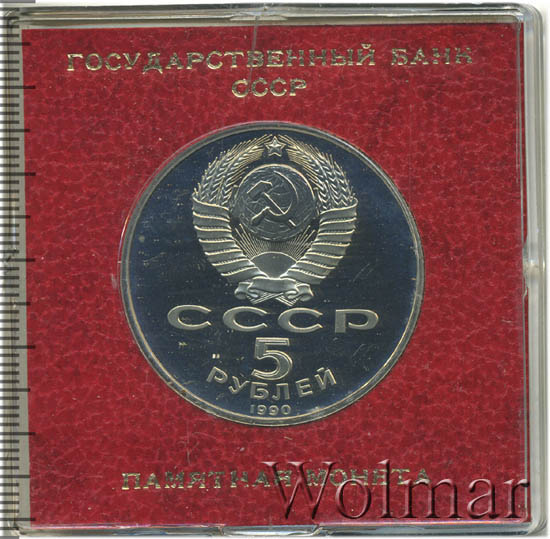 ГОСУДАРСТВЕННЫЙ БАНК
СССР
СССР
5
РУБЛЕЙ
1990
ПАМЯТНАЯ МОНЕТА
Wolmar